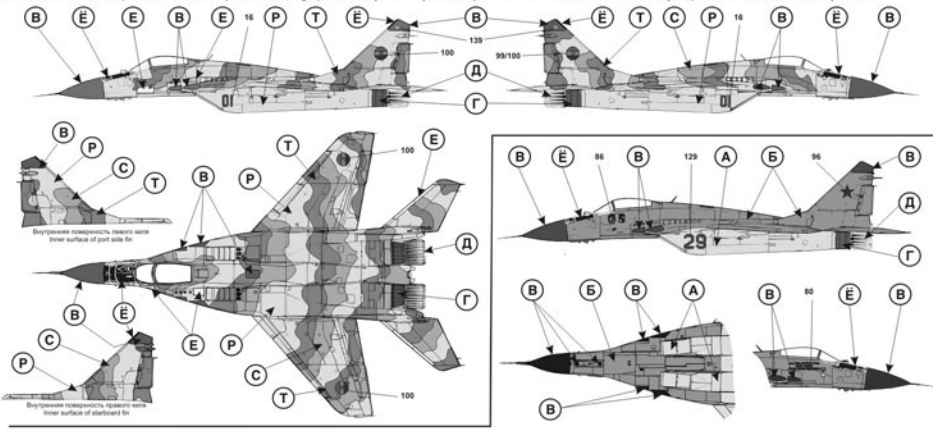 В Ё Е В Е 16 Р Т Ё В Ё Т С Р 16 В Ё В
139
100 99/100
Д
Г
01 01
В
Р
С
Т
Внутренняя поверхность левого киля
Inner surface of port side fin
В Р Т 100 Е
Д
Г
В Ё Е Р С Т 100
В
С
Р
Внутренняя поверхность правого киля
Inner surface of starboard fin
В Ё 86 В 129 А Б 96 В
Д
Г
29
В Б В А
В
В 80 Ё В